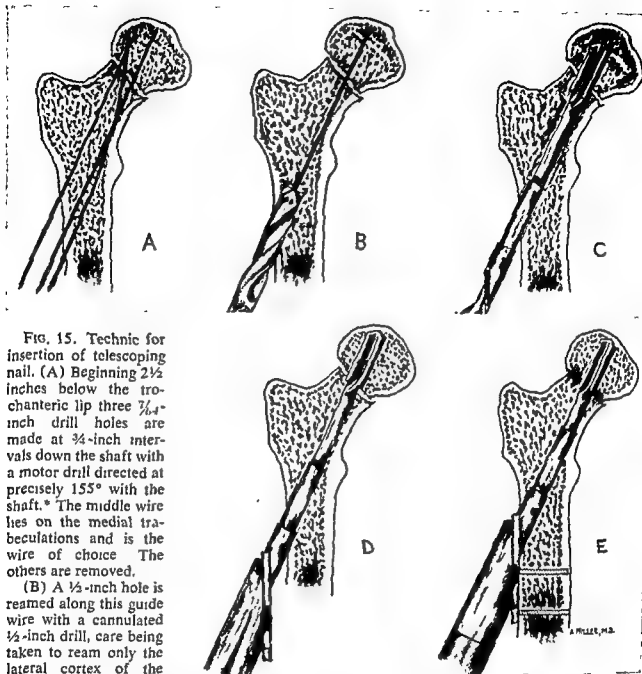 A
B
C
FIG. 15. Technic for
insertion of telescoping
nail. (A) Beginning 2½
inches below the tro-
chanteric lip three 7/64-
inch drill holes are
made at ¾-inch inter-
vals down the shaft with
a motor drill directed at
precisely 155° with the
shaft.* The middle wire
lies on the medial tra-
beculations and is the
wire of choice The
others are removed.
(B) A ½-inch hole is
reamed along this guide
wire with a cannulated
½-inch drill, care being
taken to ream only the
lateral cortex of the
D
E